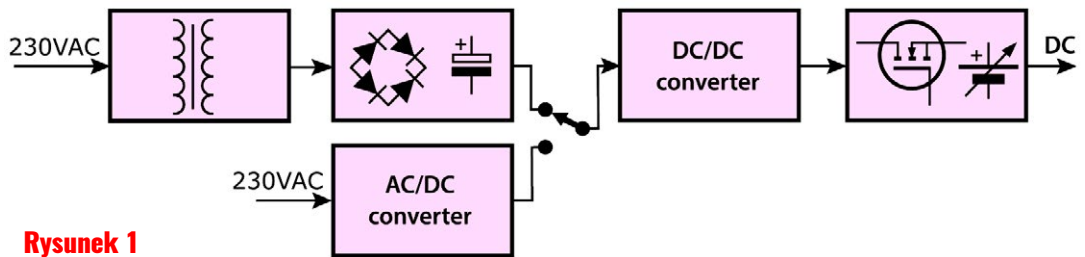 230VAC
+
DC/DC
converter
+
DC
230VAC
AC/DC
converter
Rysunek 1